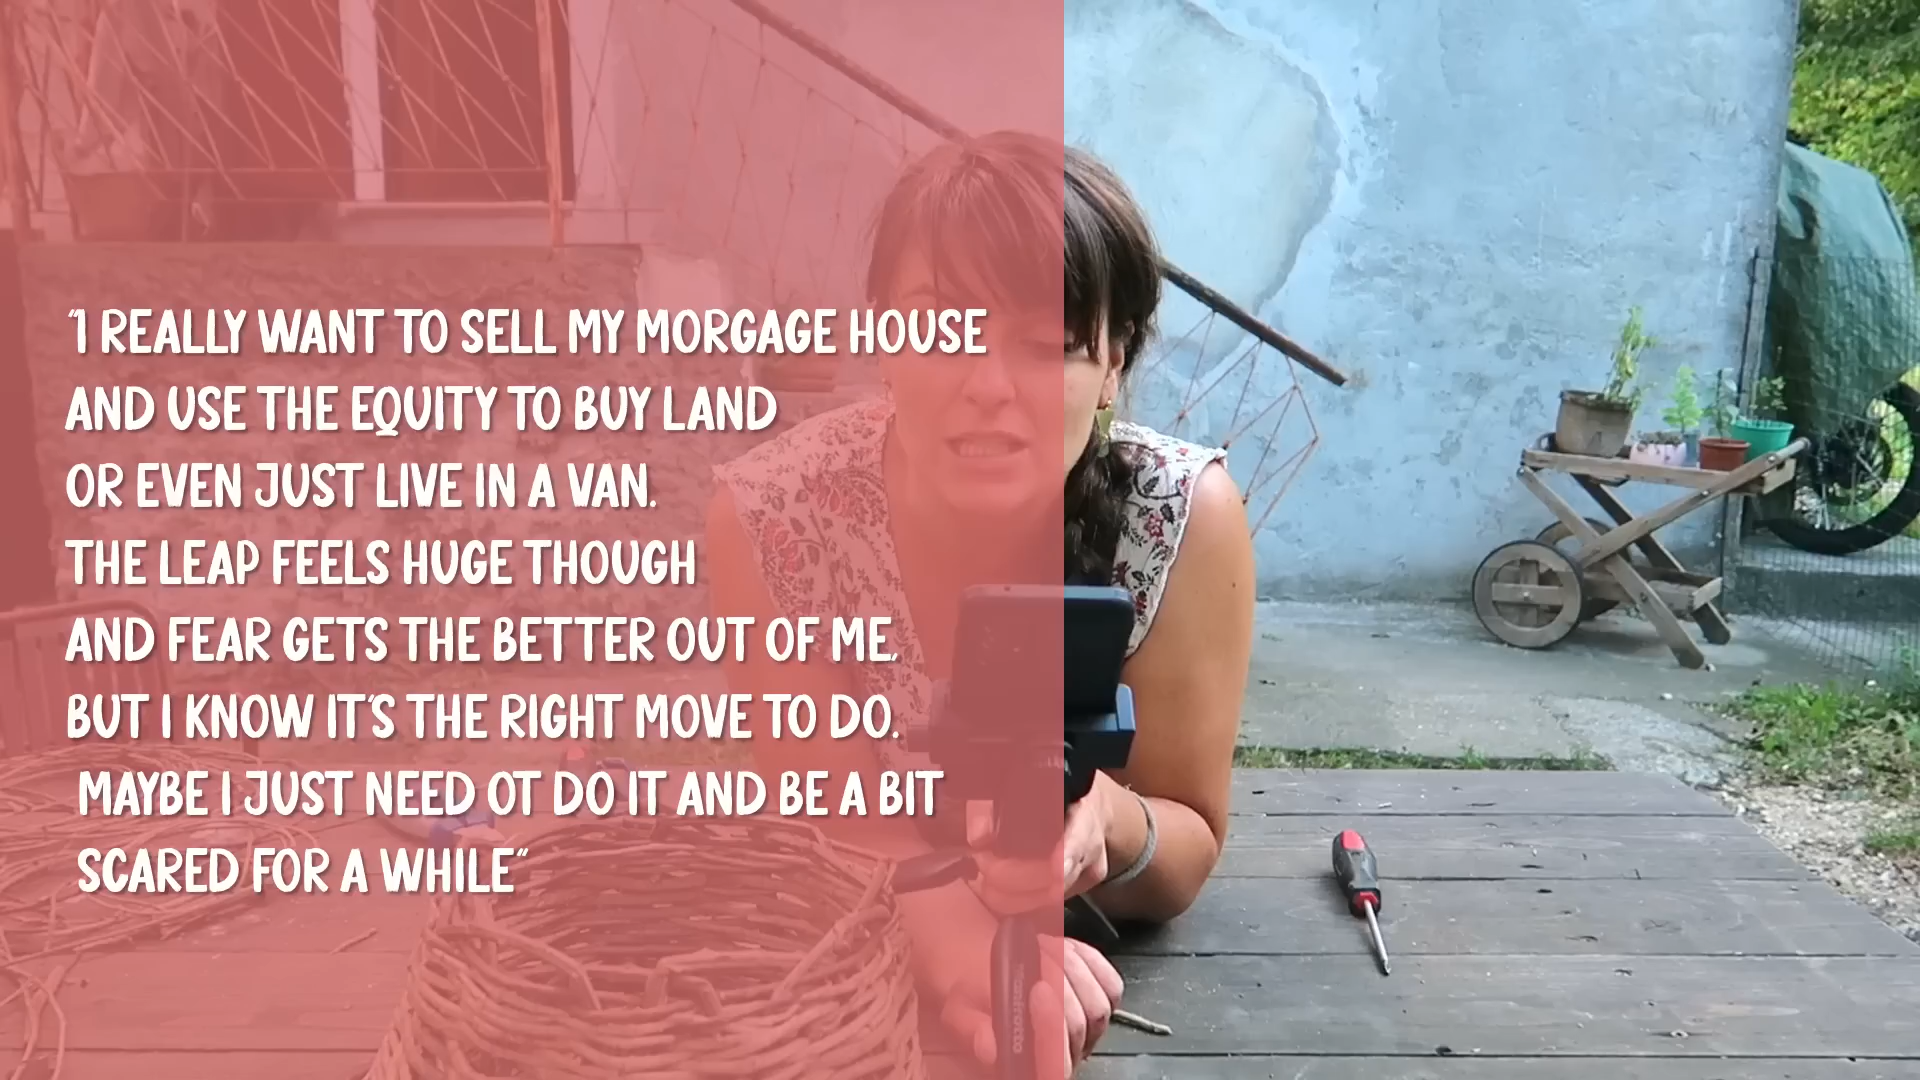 "I REALLY WANT TO SELL MY MORGAGE HOUSE
AND USE THE EQUITY TO BUY LAND
OR EVEN JUST LIVE IN A VAN.
THE LEAP FEELS HUGE THOUGH
AND FEAR GETS THE BETTER OUT OF ME,
BUT I KNOW IT'S THE RIGHT MOVE TO DO.
MAYBE I JUST NEED OT DO IT AND BE A BIT
SCARED FOR A WHILE"